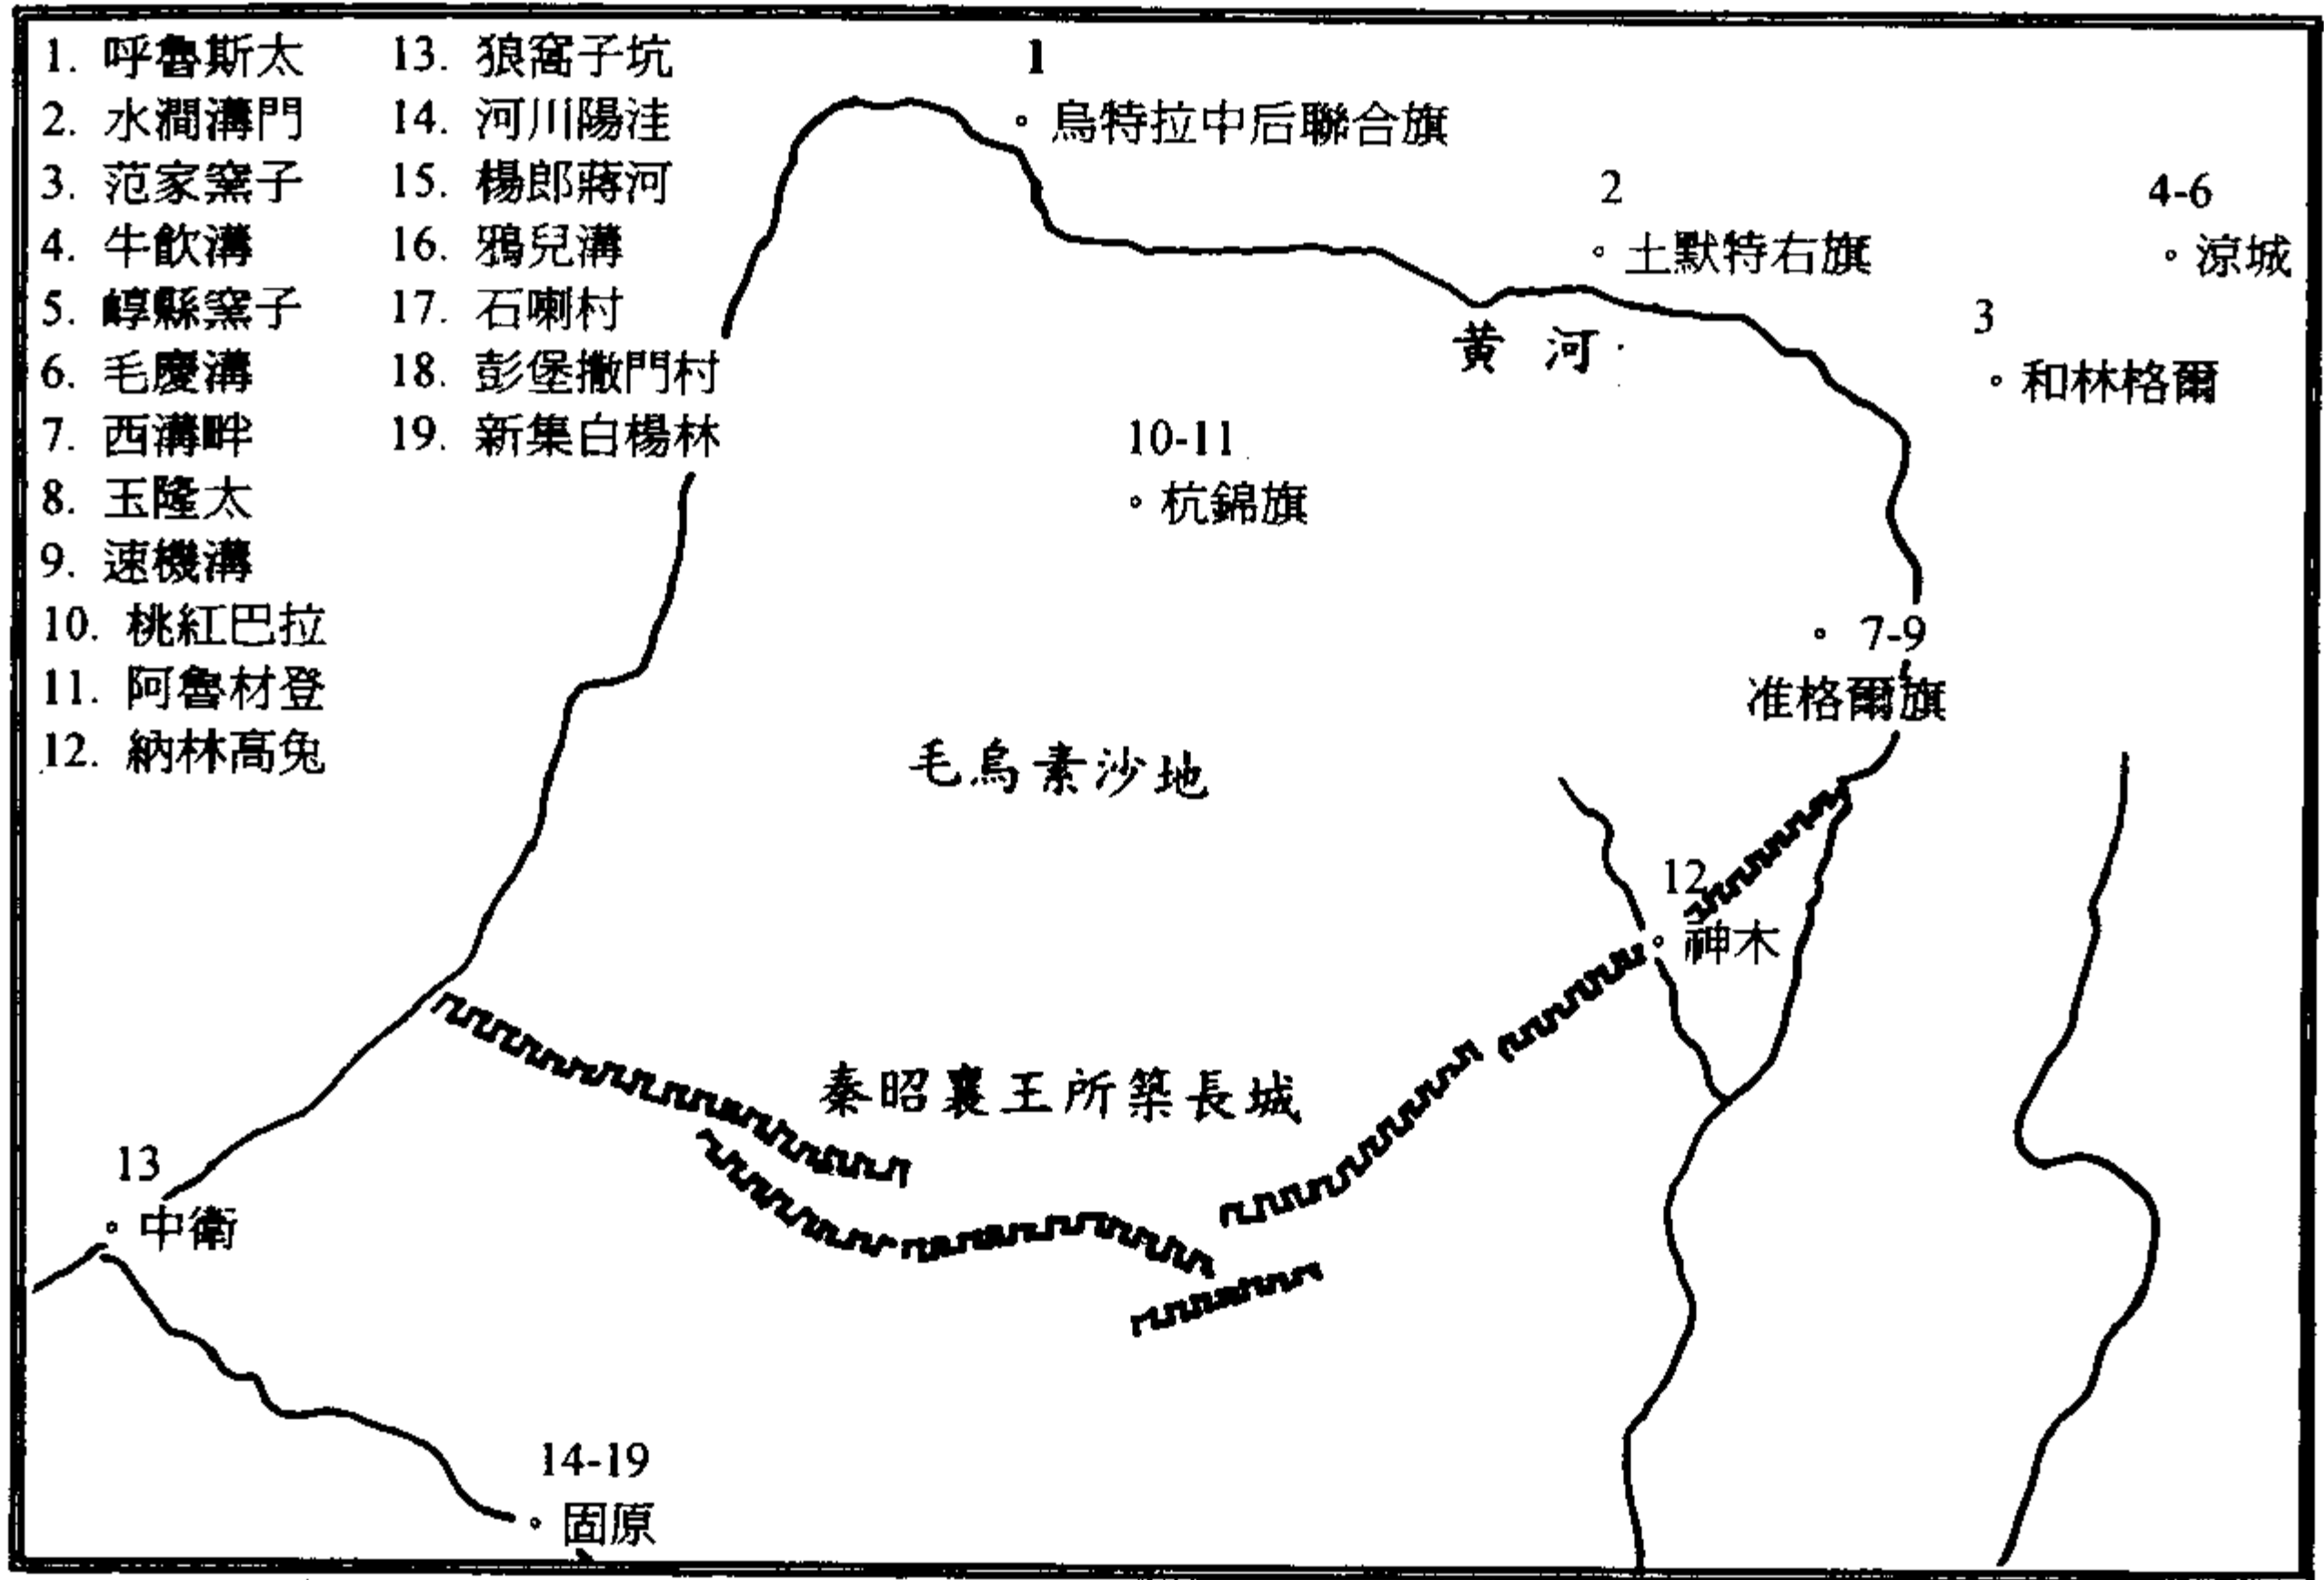 1. 呼魯斯太
2. 水澗溝門
3. 范家窯子
4. 牛飲溝
5. 崞縣窯子
6. 毛慶溝
7. 西溝畔
8. 玉隆太
9. 速機溝
10. 桃紅巴拉
11. 阿魯材登
12. 納林高兔
13. 狼窩子坑
14. 河川陽洼
15. 楊郎蔣河
16. 鴉兒溝
17. 石喇村
18. 彭堡撒門村
19. 新集白楊林
1
烏特拉中后聯合旗
2
土默特右旗
4-6
涼城
3
和林格爾
黃河
10-11
杭錦旗
7-9
准格爾旗
毛烏素沙地
12
神木
秦昭襄王所築長城
13
中衛
14-19
固原